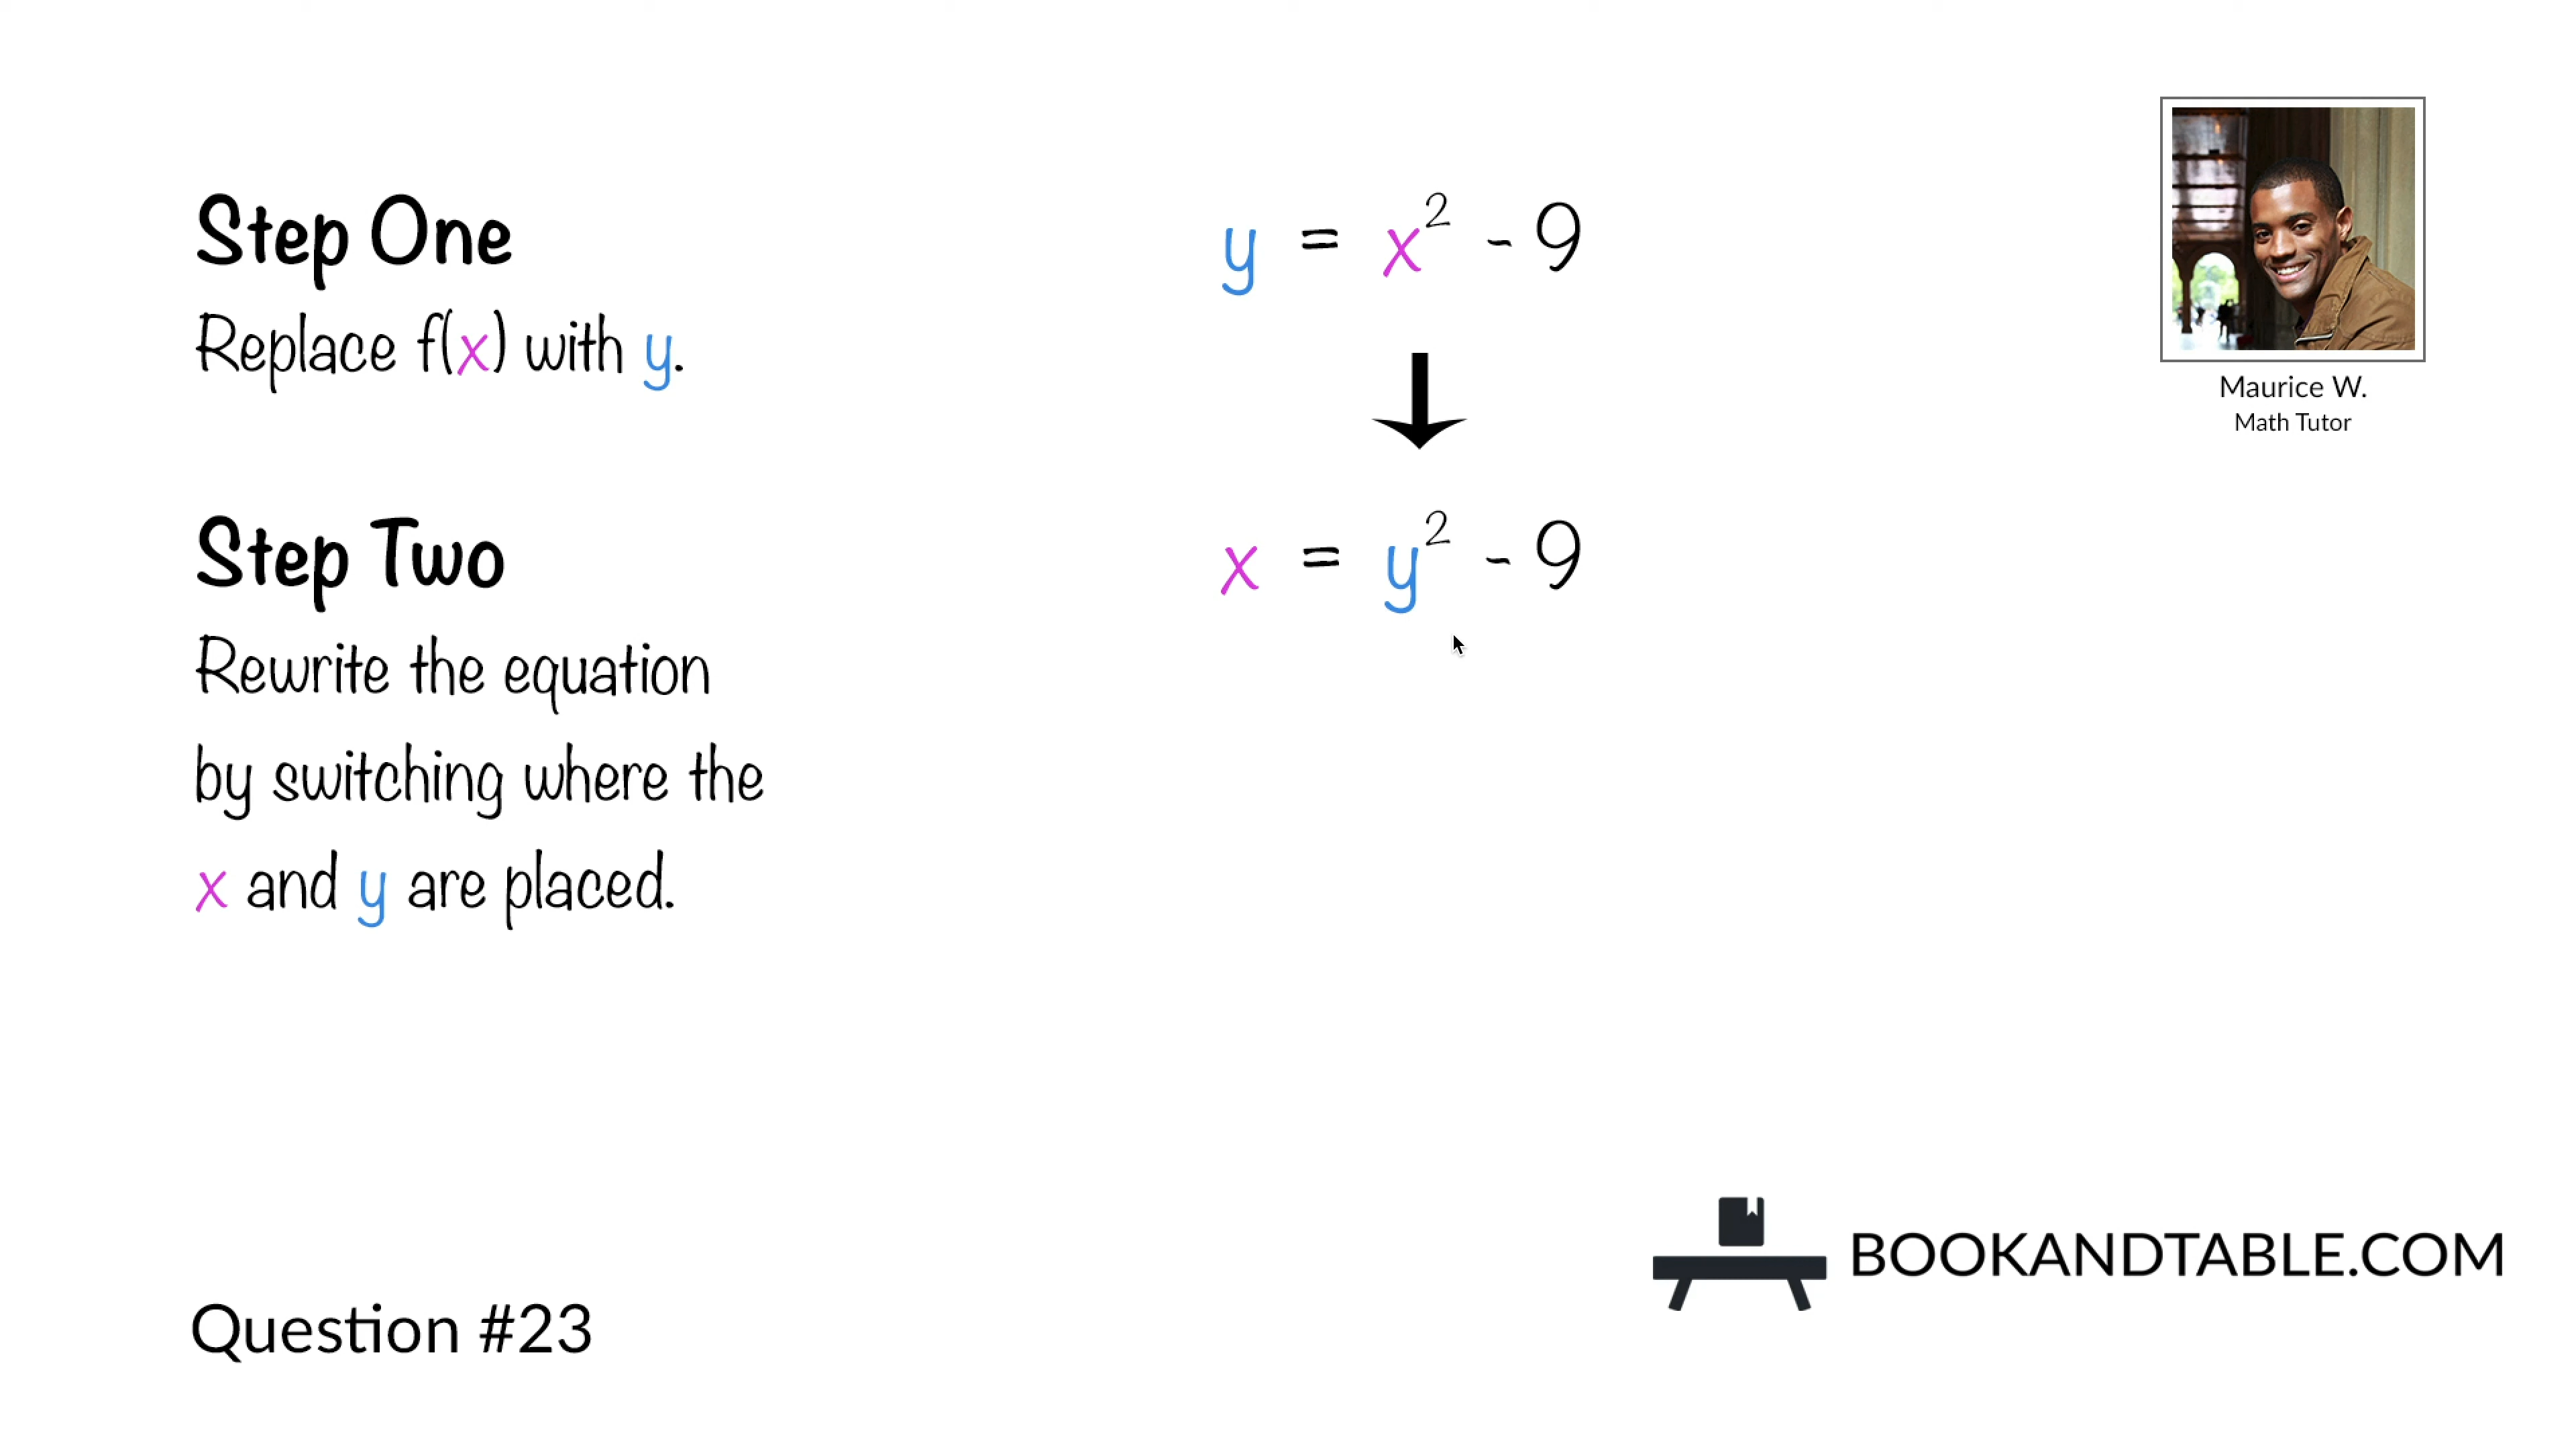 Step One
Replace f(x) with y.
y = x² - 9
Step Two
Rewrite the equation
by switching where the
x and y are placed.
x = y² - 9
Maurice W.
Math Tutor
BOOKANDTABLE.COM
Question #23